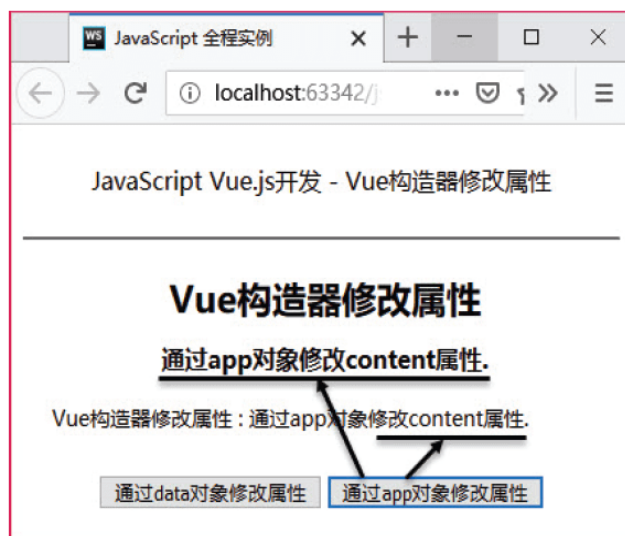 JavaScript 全程实例
localhost:63342/j
JavaScript Vue.js开发 - Vue构造器修改属性
Vue构造器修改属性
通过app对象修改content属性.
Vue构造器修改属性 : 通过app对象修改content属性.
通过data对象修改属性 通过app对象修改属性